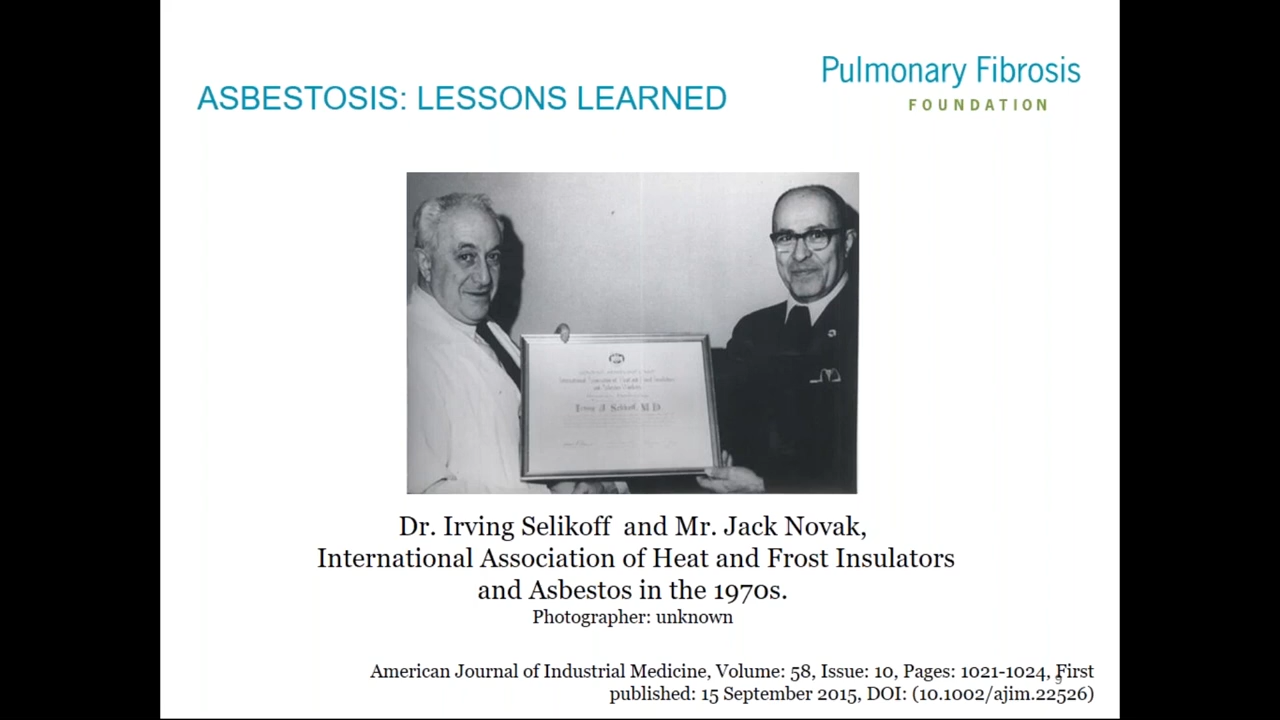 Pulmonary Fibrosis
FOUNDATION
ASBESTOSIS: LESSONS LEARNED
Irving J. Selikoff, M.D.
Dr. Irving Selikoff and Mr. Jack Novak,
International Association of Heat and Frost Insulators
and Asbestos in the 1970s.
Photographer: unknown
American Journal of Industrial Medicine, Volume: 58, Issue: 10, Pages: 1021-1024, First
published: 15 September 2015, DOI: (10.1002/ajim.22526)
9